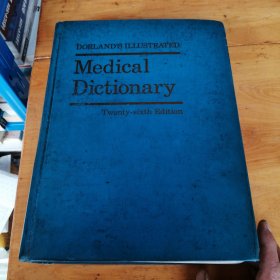 DORLAND'S ILLUSTRATED
Medical
Dictionary
Twenty-sixth Edition